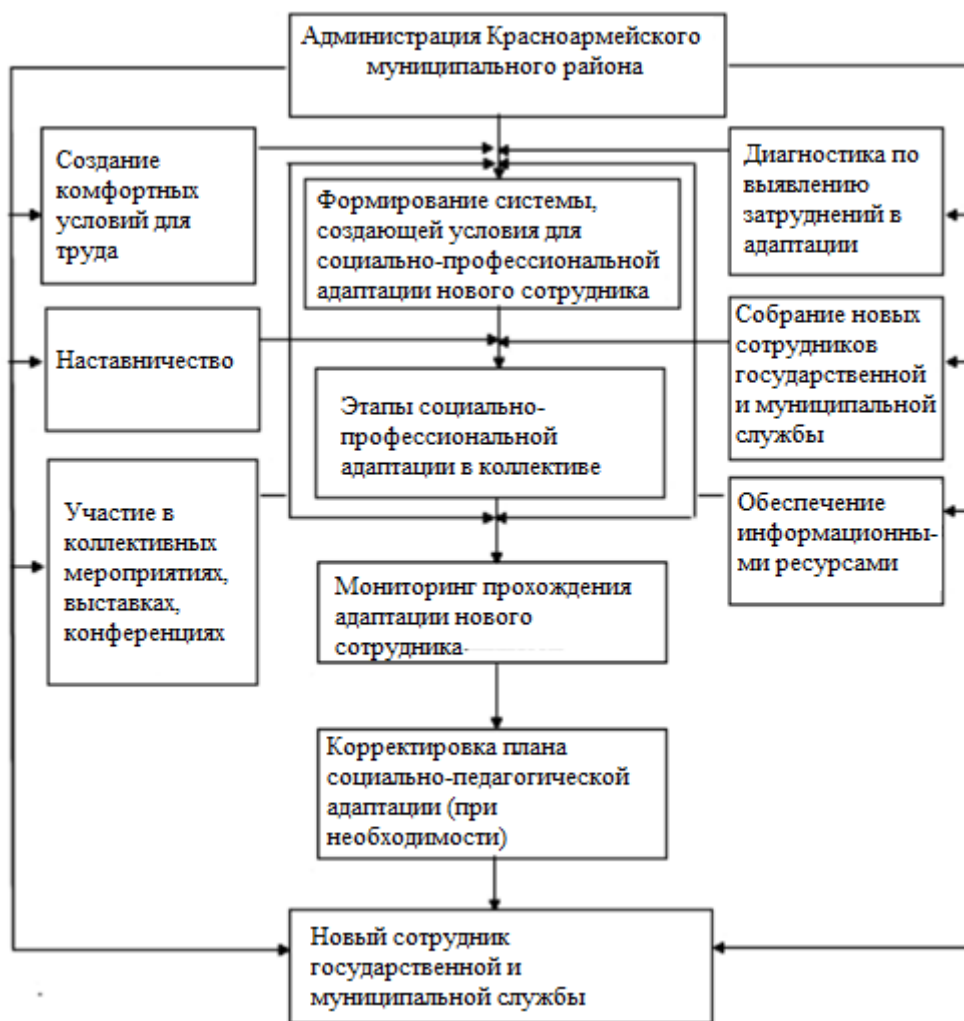 Администрация Красноармейского
муниципального района
Создание
комфортных
условий для
труда
Диагностика по
выявлению
затруднений в
адаптации
Формирование системы,
создающей условия для
социально-профессиональной
адаптации нового сотрудника
Наставничество
Собрание новых
сотрудников
государственной
и муниципальной
службы
Этапы социально-
профессиональной
адаптации в коллективе
Участие в
коллективных
мероприятиях,
выставках,
конференциях
Обеспечение
информационны-
ми ресурсами
Мониторинг прохождения
адаптации нового
сотрудника
Корректировка плана
социально-педагогической
адаптации (при
необходимости)
Новый сотрудник
государственной и
муниципальной службы